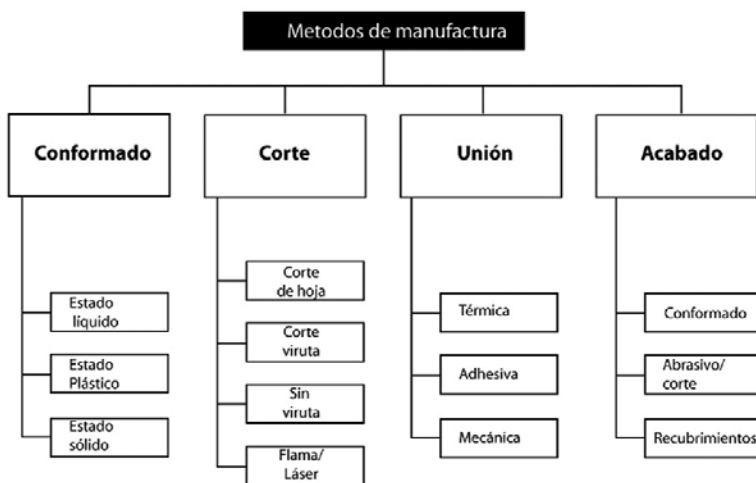 Metodos de manufactura
Conformado
Corte
Unión
Acabado
Estado
líquido
Estado
Plástico
Estado
sólido
Corte
de hoja
Corte
viruta
Sin
viruta
Flama/
Láser
Térmica
Adhesiva
Mecánica
Conformado
Abrasivo/
corte
Recubrimientos